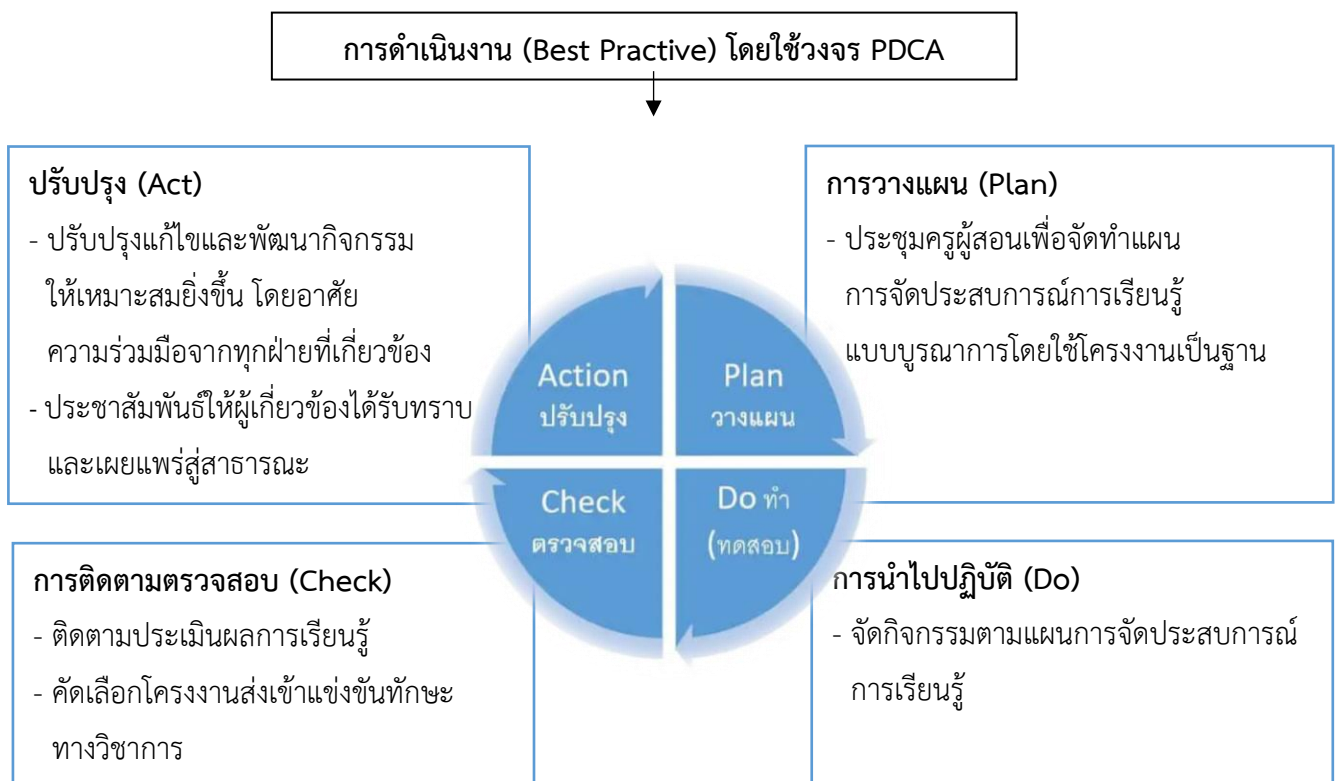 การดำเนินงาน (Best Practive) โดยใช้วงจร PDCA
ปรับปรุง (Act)
- ปรับปรุงแก้ไขและพัฒนากิจกรรม
ให้เหมาะสมยิ่งขึ้น โดยอาศัย
ความร่วมมือจากทุกฝ่ายที่เกี่ยวข้อง
- ประชาสัมพันธ์ให้ผู้เกี่ยวข้องได้รับทราบ
และเผยแพร่สู่สาธารณะ
การวางแผน (Plan)
- ประชุมครูผู้สอนเพื่อจัดทำแผน
การจัดประสบการณ์การเรียนรู้
แบบบูรณาการโดยใช้โครงงานเป็นฐาน
Action
ปรับปรุง
Plan
วางแผน
Check
ตรวจสอบ
Do ทำ
(ทดสอบ)
การติดตามตรวจสอบ (Check)
- ติดตามประเมินผลการเรียนรู้
- คัดเลือกโครงงานส่งเข้าแข่งขันทักษะ
ทางวิชาการ
การนำไปปฏิบัติ (Do)
- จัดกิจกรรมตามแผนการจัดประสบการณ์
การเรียนรู้